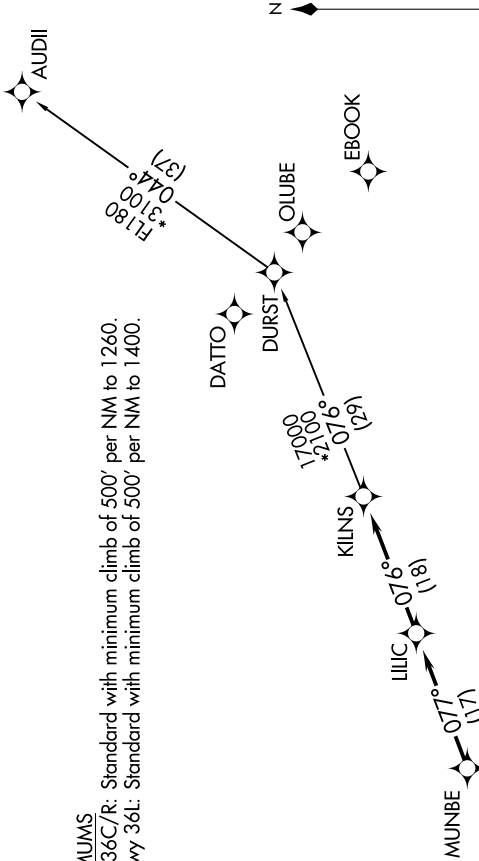 N
AUDII
FL180
*3100
044°
(37)
EBOOK
OLUBE
DURST
DATTO
17000
*2100
076°
(29)
KILNS
076°
(18)
LILIC
077°
(17)
MUNBE
36C/R: Standard with minimum climb of 500' per NM to 1260.
36L: Standard with minimum climb of 500' per NM to 1400.